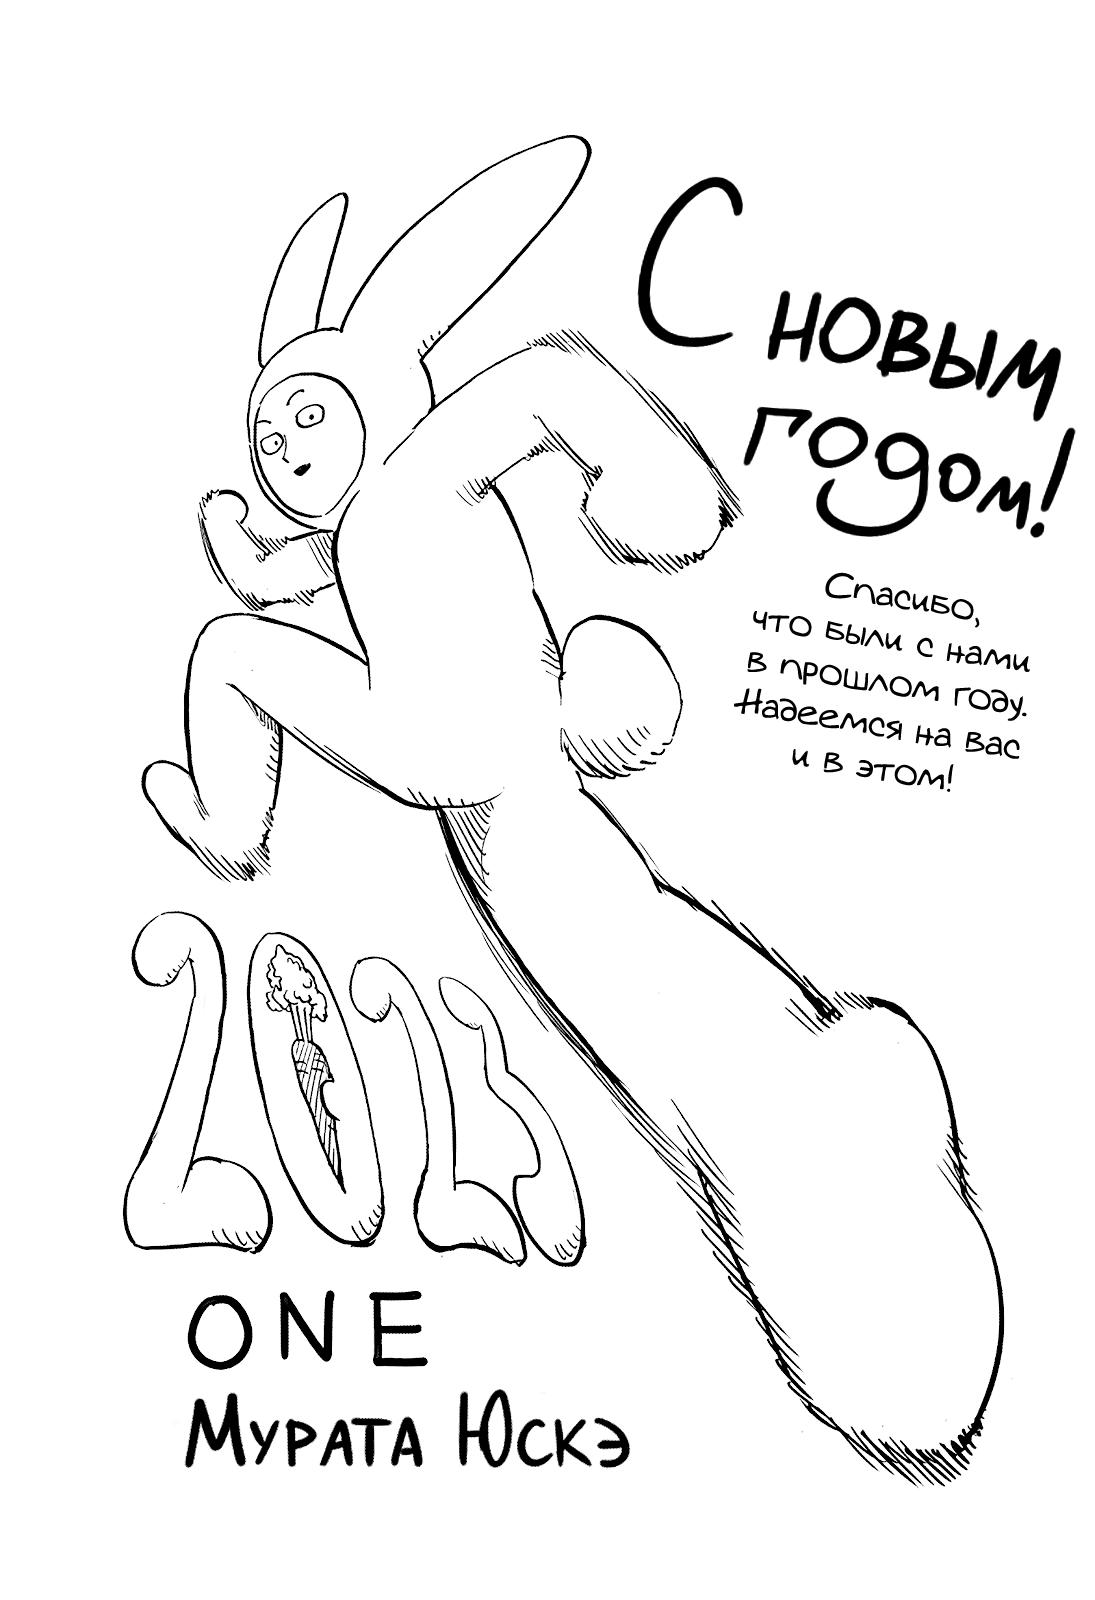 С новым
годом!
Спасибо,
что были с нами
в прошлом году.
Надеемся на вас
и в этом!
2023
ONE
Мурата Юскэ